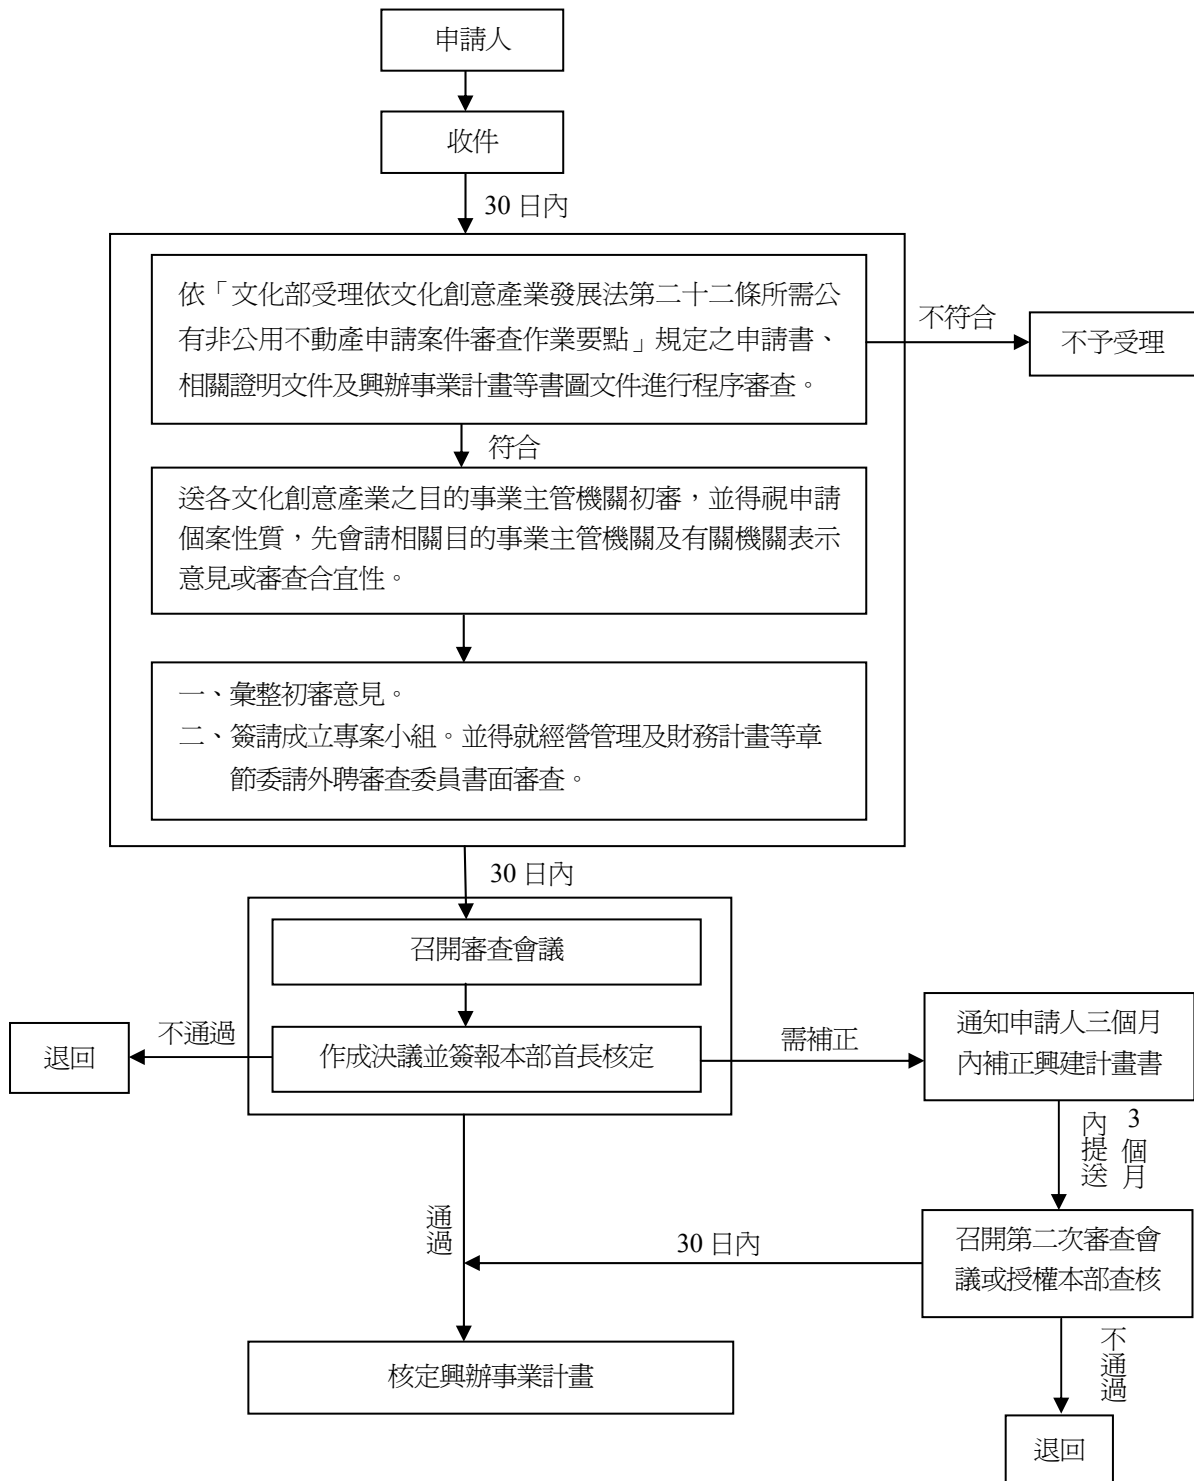 申請人
收件
30 日內
依「文化部受理依文化創意產業發展法第二十二條所需公
有非公用不動產申請案件審查作業要點」規定之申請書、
相關證明文件及興辦事業計畫等書圖文件進行程序審查。
不符合
不予受理
符合
送各文化創意產業之目的事業主管機關初審，並得視申請
個案性質，先會請相關目的事業主管機關及有關機關表示
意見或審查合宜性。
一、彙整初審意見。
二、簽請成立專案小組。並得就經營管理及財務計畫等章
節委請外聘審查委員書面審查。
30 日內
召開審查會議
作成決議並簽報本部首長核定
不通過
退回
需補正
通知申請人三個月
內補正興建計畫書
3個月
內提送
召開第二次審查會
議或授權本部查核
30 日內
通過
核定興辦事業計畫
不通過
退回